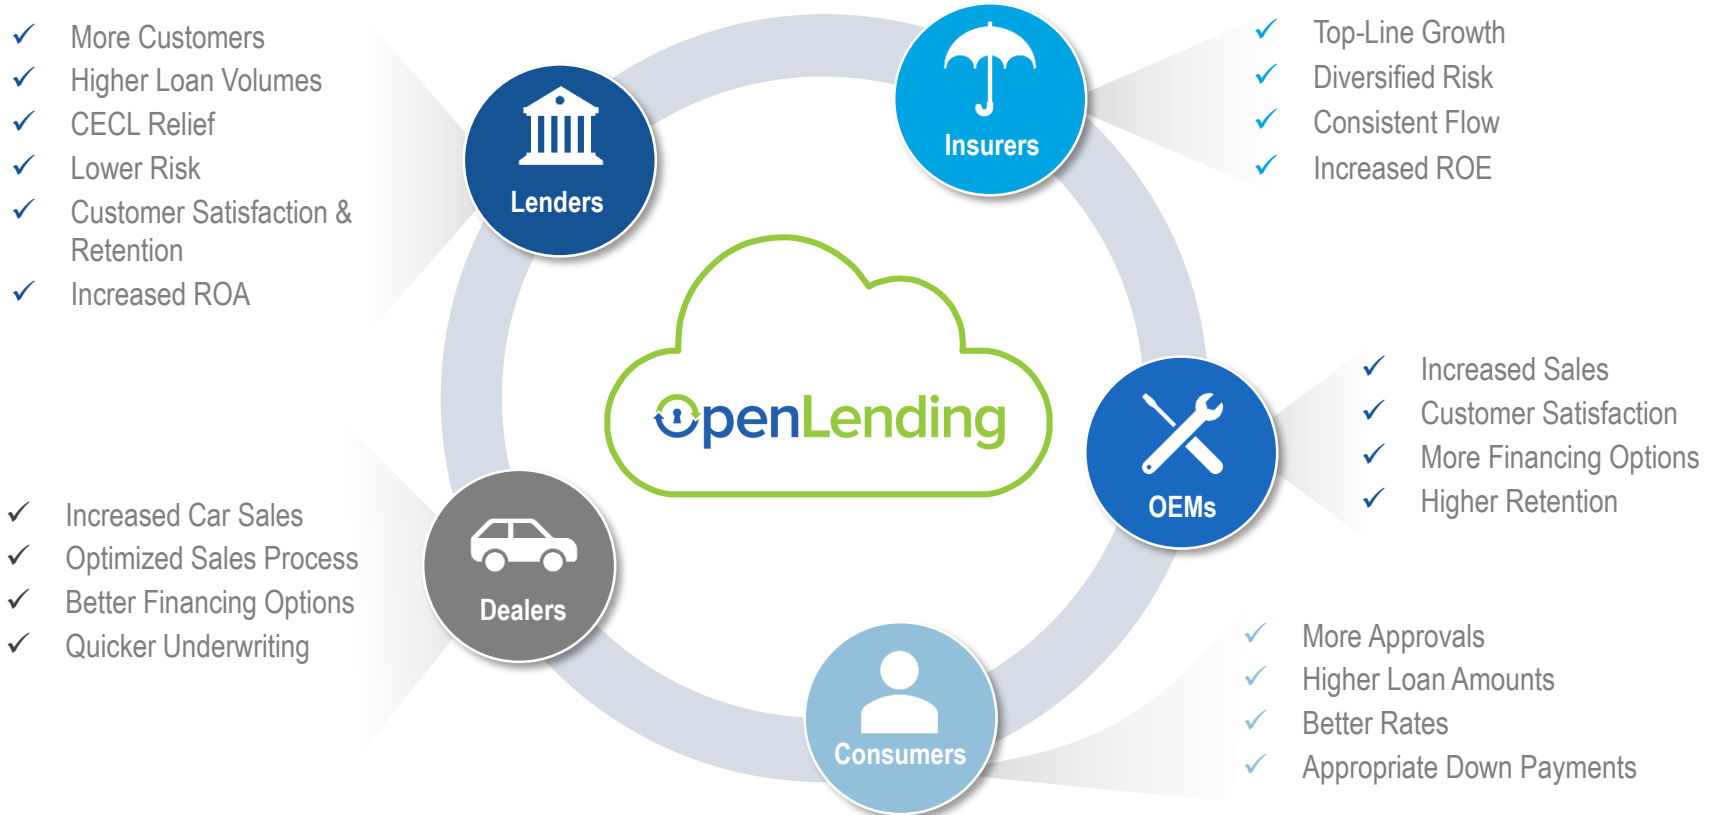 More Customers
Higher Loan Volumes
CECL Relief
Lower Risk
Customer Satisfaction &
Retention
Increased ROA
Lenders
Insurers
Top-Line Growth
Diversified Risk
Consistent Flow
Increased ROE
OpenLending
OEMs
Increased Sales
Customer Satisfaction
More Financing Options
Higher Retention
Increased Car Sales
Optimized Sales Process
Better Financing Options
Quicker Underwriting
Dealers
Consumers
More Approvals
Higher Loan Amounts
Better Rates
Appropriate Down Payments